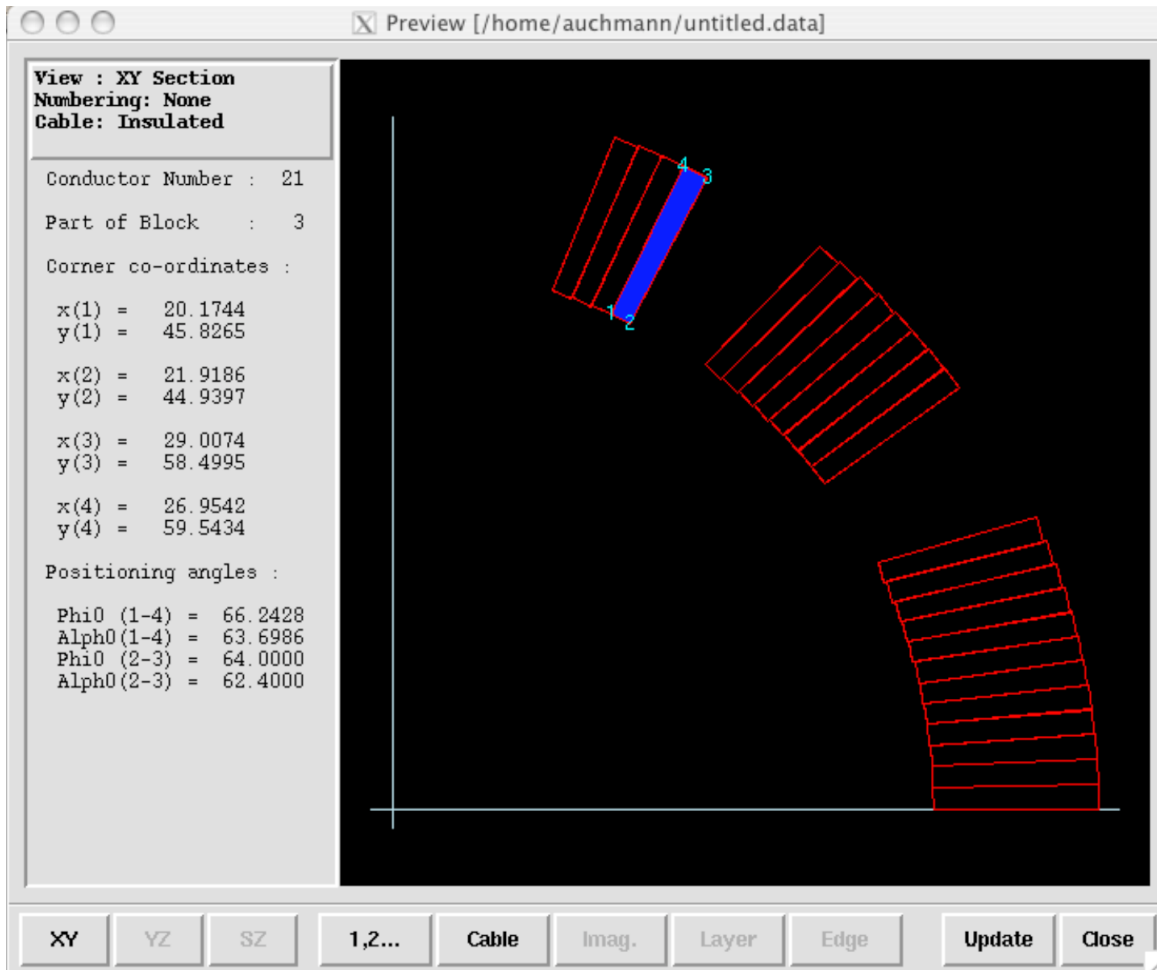 Preview [/home/auchmann/untitled.data]
View : XY Section
Numbering: None
Cable: Insulated
Conductor Number : 21
Part of Block : 3
Corner co-ordinates :
x(1) = 20.1744
y(1) = 45.8265
x(2) = 21.9186
y(2) = 44.9397
x(3) = 29.0074
y(3) = 58.4995
x(4) = 26.9542
y(4) = 59.5434
Positioning angles :
Phi0 (1-4) = 66.2428
Alph0(1-4) = 63.6986
Phi0 (2-3) = 64.0000
Alph0(2-3) = 62.4000
4 3
1 2
XY YZ SZ 1,2... Cable Imag. Layer Edge Update Close